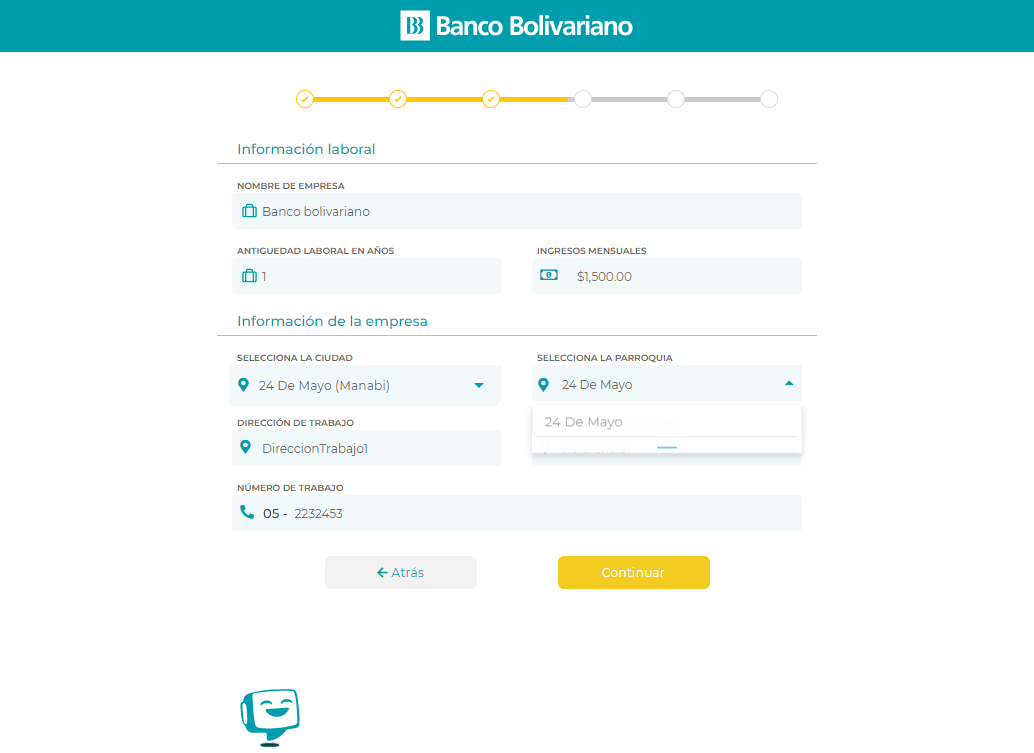 Banco Bolivariano
Información laboral
NOMBRE DE EMPRESA
Banco bolivariano
ANTIGUEDAD LABORAL EN AÑOS
INGRESOS MENSUALES
1
$1,500.00
Información de la empresa
SELECCIONA LA CIUDAD
SELECCIONA LA PARROQUIA
24 De Mayo (Manabi)
24 De Mayo
DIRECCIÓN DE TRABAJO
24 De Mayo
DireccionTrabajo1
NÚMERO DE TRABAJO
05 - 2232453
Atrás
Continuar